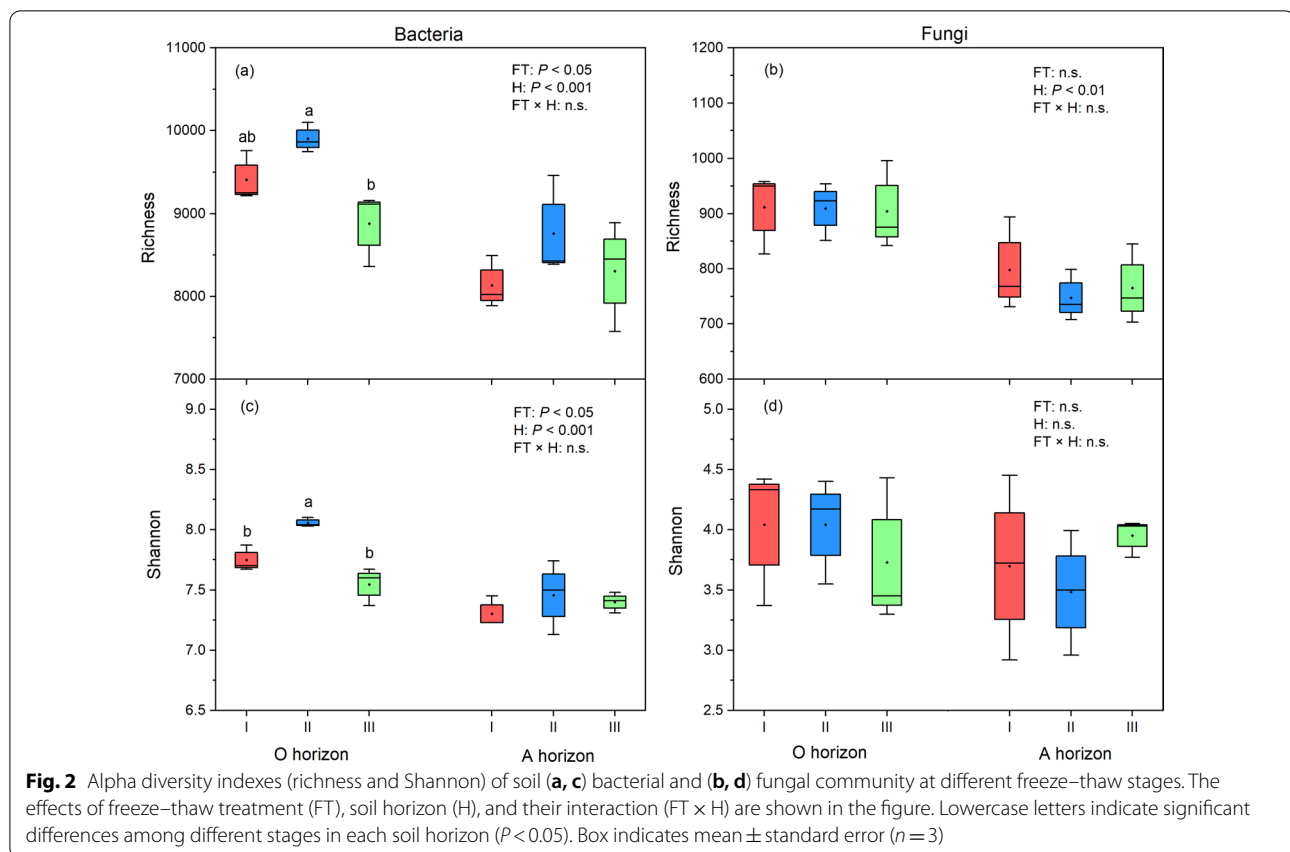 Bacteria
Fungi
11000
10000
9000
8000
7000
Richness
(a)
FT: P < 0.05
H: P < 0.001
FT × H: n.s.
ab
a
b
1200
1100
1000
900
800
700
600
Richness
(b)
FT: n.s.
H: P < 0.01
FT × H: n.s.
9.0
8.5
8.0
7.5
7.0
6.5
Shannon
(c)
FT: P < 0.05
H: P < 0.001
FT × H: n.s.
b
a
b
I II III I II III
O horizon A horizon
5.0
4.5
4.0
3.5
3.0
2.5
Shannon
(d)
FT: n.s.
H: n.s.
FT × H: n.s.
I II III I II III
O horizon A horizon
Fig. 2 Alpha diversity indexes (richness and Shannon) of soil (a, c) bacterial and (b, d) fungal community at different freeze–thaw stages. The
effects of freeze–thaw treatment (FT), soil horizon (H), and their interaction (FT × H) are shown in the figure. Lowercase letters indicate significant
differences among different stages in each soil horizon (P < 0.05). Box indicates mean ± standard error (n = 3)